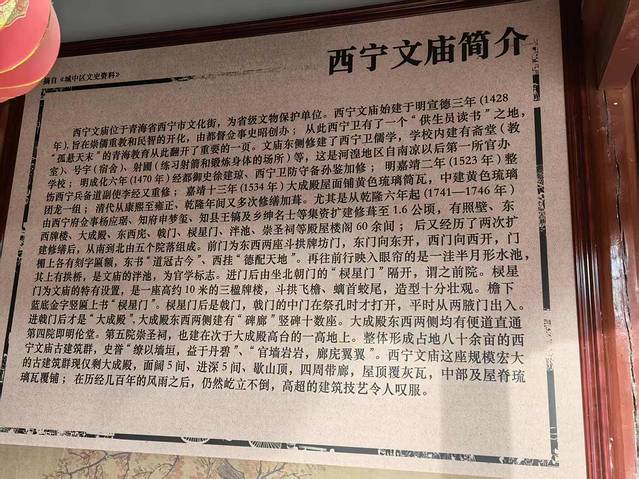 西宁文庙简介
摘自《城中区文史资料》
西宁文庙位于青海省西宁市文化街，为省级文物保护单位。西宁文庙始建于明宣德三年（1428
年），旨在崇儒重教和民智的开化，由都督佥事史昭创办；从此西宁卫有了一个“供生员读书”之地，
“孤悬天末”的青海教育从此翻开了重要的一页。文庙东侧修建了西宁卫儒学，学校内建有斋堂（教
室）、号宇（宿舍）、射圃（练习射箭和锻炼身体的场所）等，这是河湟地区自南凉以后第一所官办
学校；明成化六年（1470 年）经都御史徐建琼、西宁卫防守备孙鉴加修；明嘉靖二年（1523 年）整
饬西宁兵备道副使李经又重修；嘉靖十三年（1534 年）大成殿屋面铺黄色琉璃筒瓦，中建黄色琉璃
团龙一组；清代从康熙至雍正、乾隆年间又多次修缮加葺。尤其是从乾隆六年起（1741—1746 年）
由西宁府佥事杨应琚、知府申梦玺、知县王镐及乡绅名士等集资扩建修葺至 1.6 公顷，有照壁、东
西牌楼、大成殿、东西庑、戟门、棂星门、泮池、崇圣祠等殿屋楼阁 60 余间；后又经历了两次扩
建修缮后，从南到北由五个院落组成。前门为东西两座斗拱牌坊门，东门向东开，西门向西开，门
楣上各有刻字匾额，东书“道冠古今”、西挂“德配天地”。再往前行映入眼帘的是一洼半月形水池，
其上有拱桥，是文庙的泮池，为官学标志。进门后由坐北朝门的“棂星门”隔开，谓之前院。棂星
门为文庙的特有设置，是一座高约 10 米的三楹牌楼，斗拱飞檐、螭首蛟尾，造型十分壮观。檐下
蓝底金字竖匾上书“棂星门”。棂星门后是戟门，戟门的中门在祭孔时才打开，平时从两腋门出入。
进戟门后才是“大成殿”、大成殿东西两侧建有“碑廊”竖碑十数座。大成殿东西两侧均有便道直通
第四院即明伦堂。第五院崇圣祠，也建在次于大成殿高台的一高地上。整体形成占地八十余亩的西
宁文庙古建筑群，史誉“缭以墙垣，益于丹碧”、“官墙岩岩，廊庑翼翼”。西宁文庙这座规模宏大
的古建筑群现仅剩大成殿，面阔 5 间、进深 5 间、歇山顶，四周带廊，屋顶覆灰瓦，中部及屋脊琉
璃瓦覆铺；在历经几百年的风雨之后，仍然屹立不倒，高超的建筑技艺令人叹服。